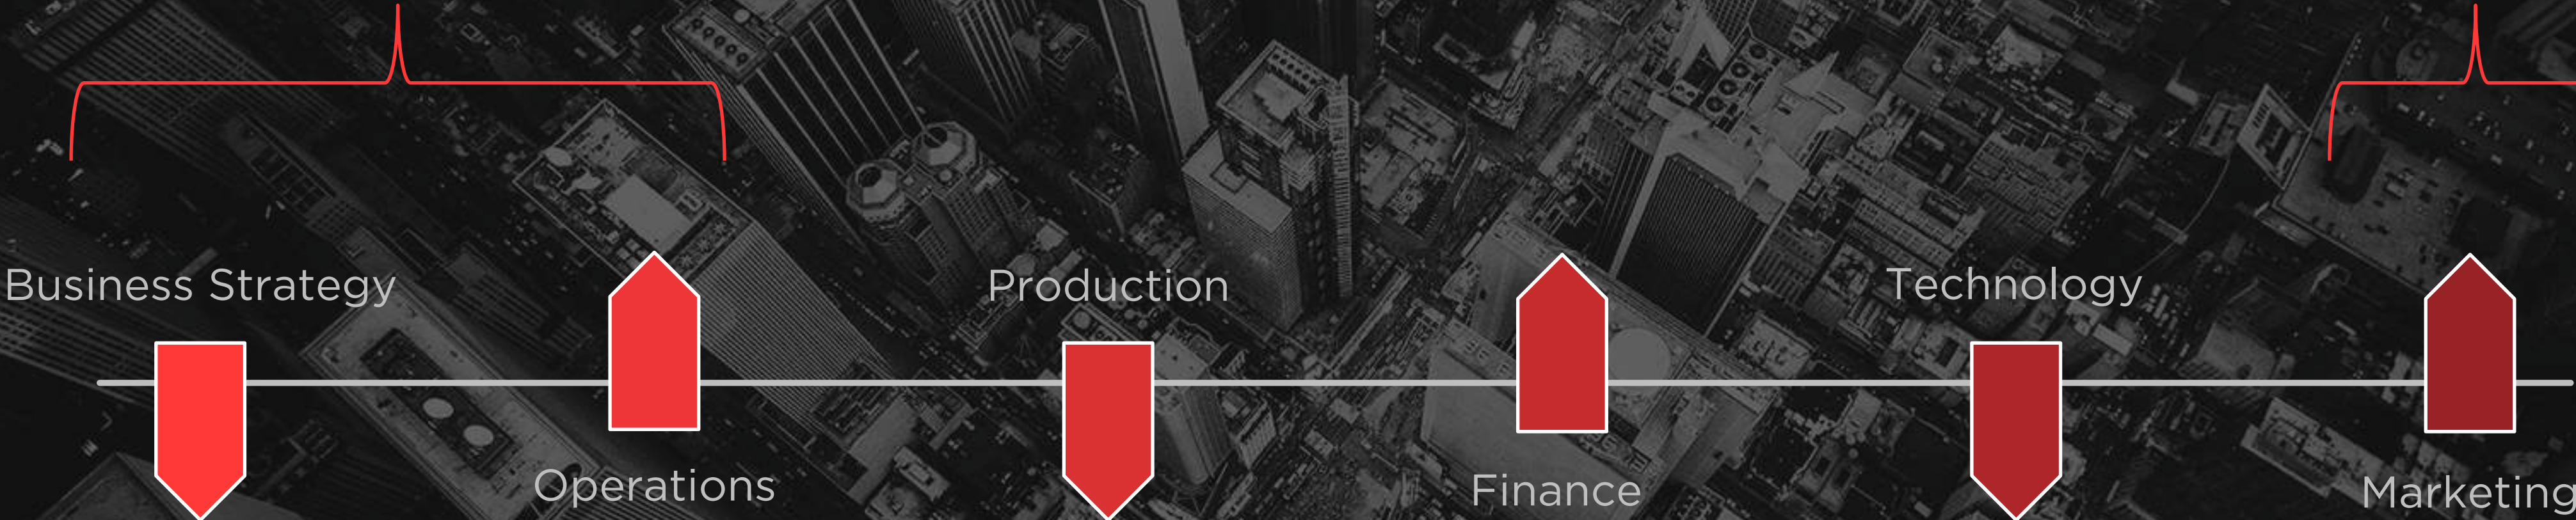 Business Strategy
Operations
Production
Finance
Technology
Marketing